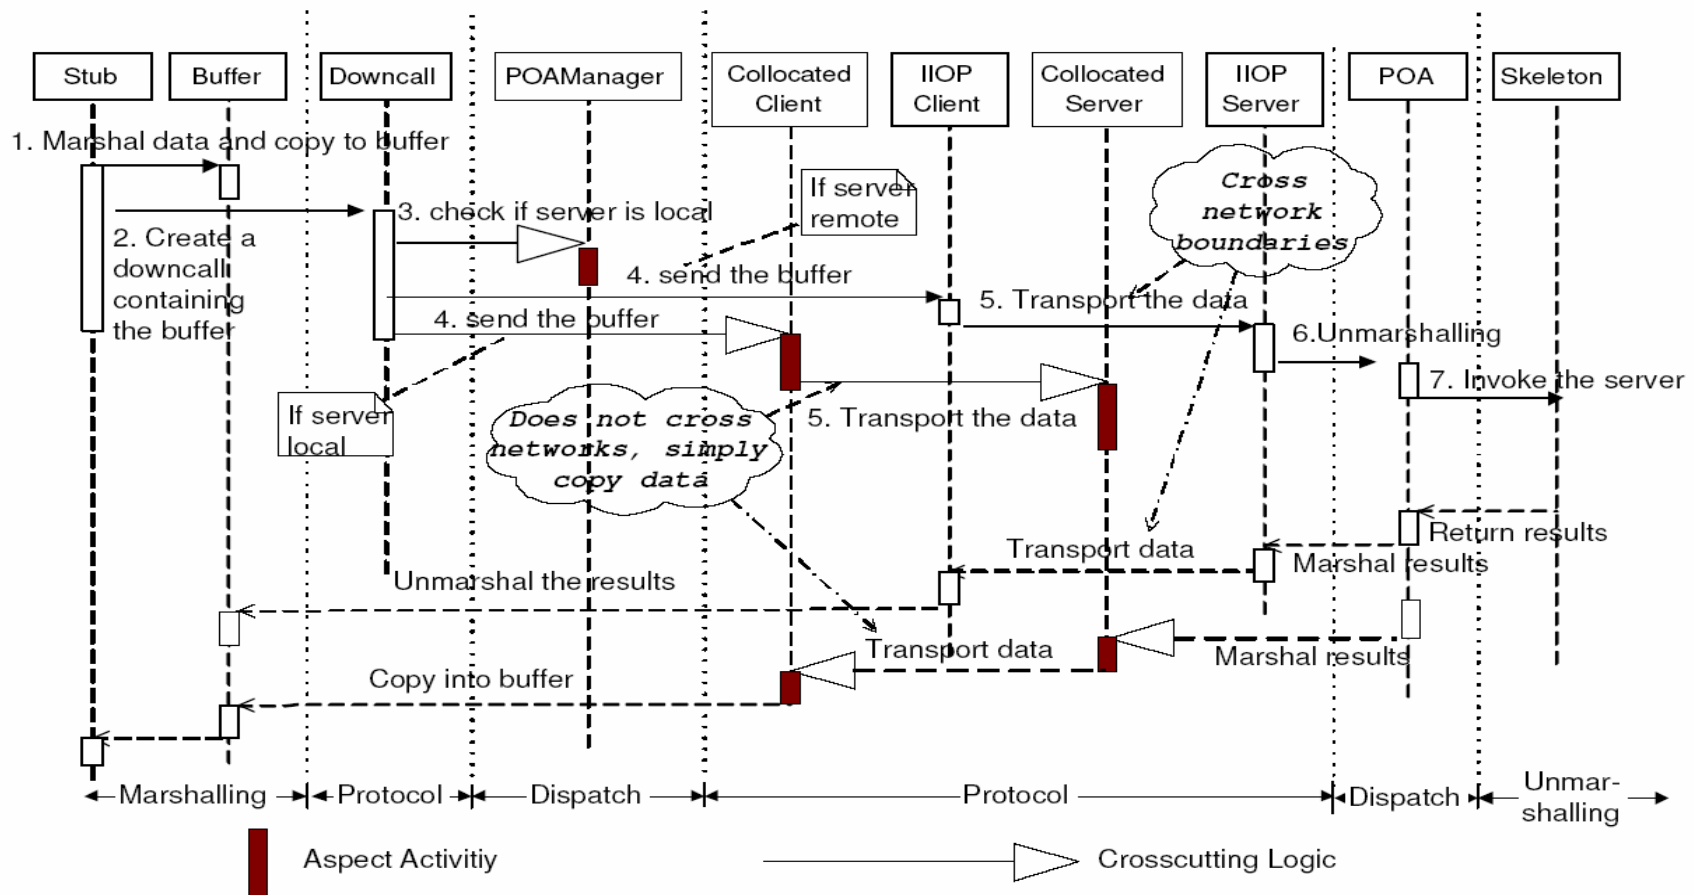 Stub
Buffer
Downcall
POAManager
Collocated
Client
IIOP
Client
Collocated
Server
IIOP
Server
POA
Skeleton
1. Marshal data and copy to buffer
2. Create a
downcall
containing
the buffer
3. check if server is local
If server
remote
Cross
network
boundaries
4. send the buffer
5. Transport the data
4. send the buffer
6.Unmarshalling
7. Invoke the server
If server
local
Does not cross
networks, simply
copy data
5. Transport the data
Return results
Marshal results
Transport data
Unmarshal the results
Marshal results
Transport data
Copy into buffer
Marshalling
Protocol
Dispatch
Protocol
Dispatch
Unmar-
shalling
Aspect Activitiy
Crosscutting Logic